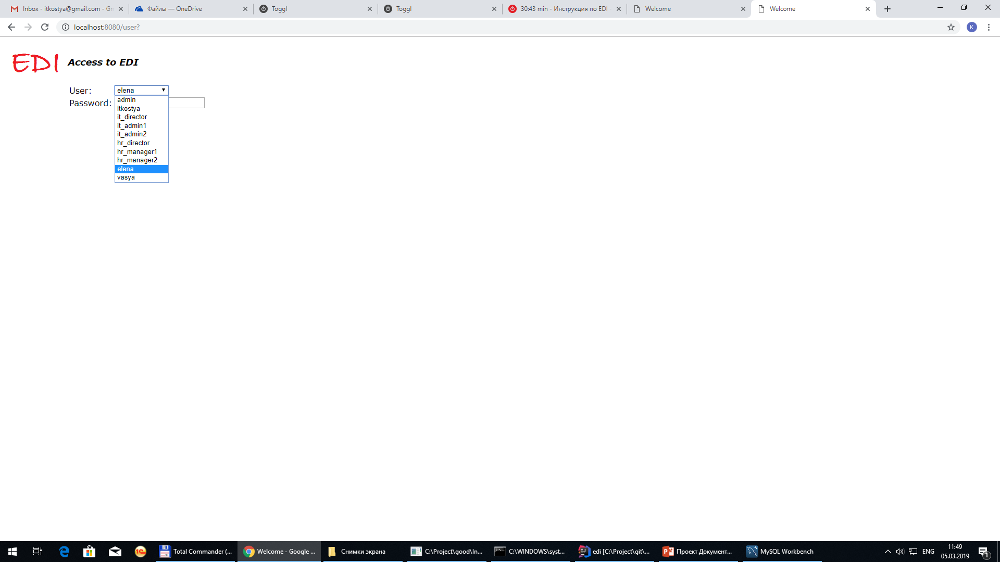 Inbox - itkostya@gmail.com - Gm
Файлы — OneDrive
Toggl
Toggl
30:43 min - Инструкция по EDI -
Welcome
Welcome
localhost:8080/user?
K
EDI
Access to EDI
User:
elena
Password:
admin
itkostya
it_director
it_admin1
it_admin2
hr_director
hr_manager1
hr_manager2
elena
vasya
Total Commander (...
Welcome - Google ...
Снимки экрана
C:\Project\good\In...
C:\WINDOWS\syst...
edi [C:\Project\git\...
Проект Документ...
MySQL Workbench
ENG
11:49
05.03.2019
1